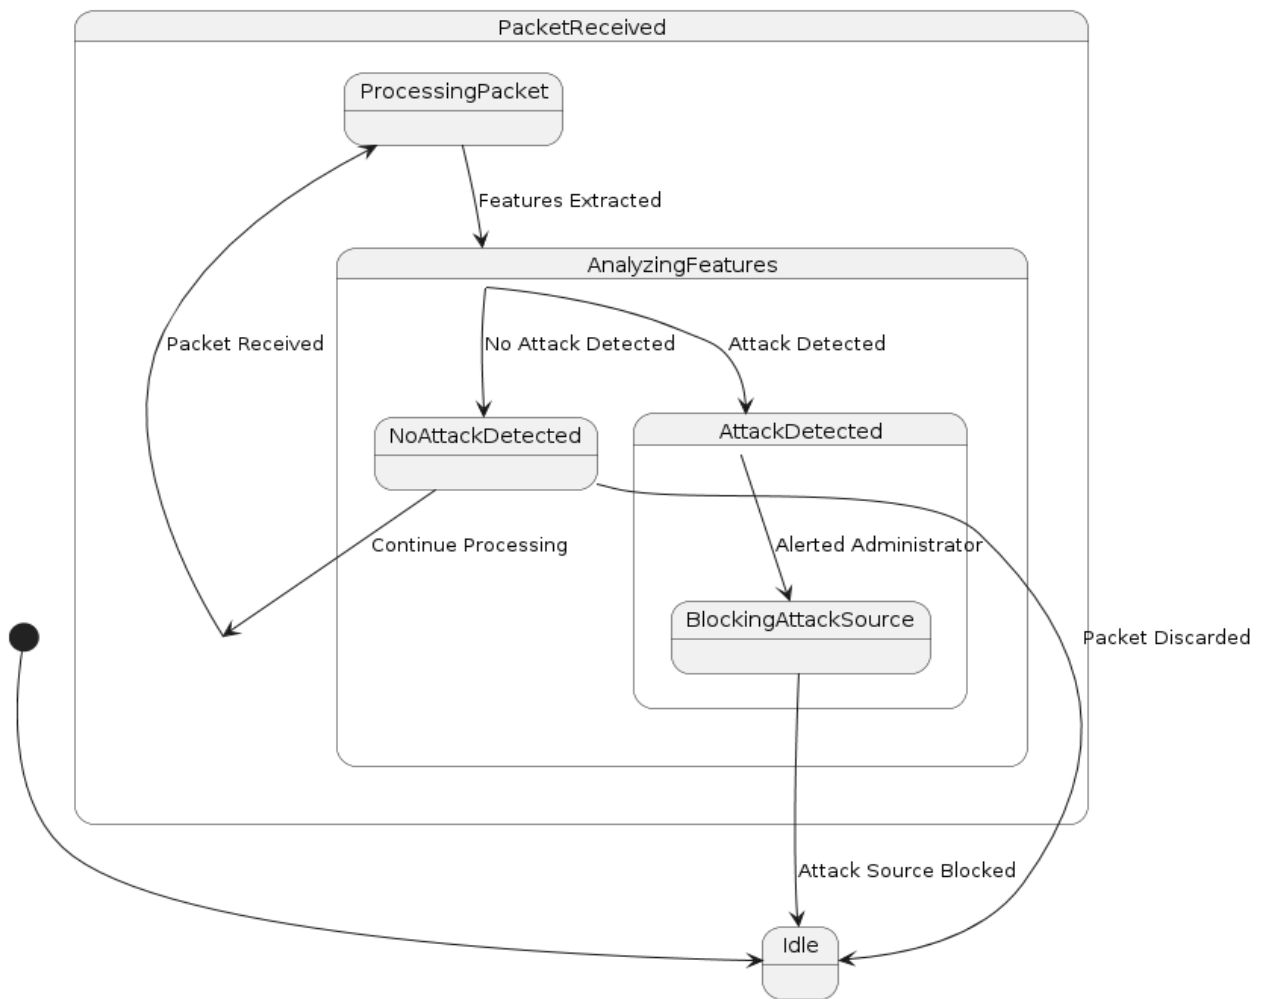 PacketReceived
ProcessingPacket
Features Extracted
AnalyzingFeatures
Packet Received
No Attack Detected
Attack Detected
NoAttackDetected
AttackDetected
Continue Processing
Alerted Administrator
BlockingAttackSource
Packet Discarded
Attack Source Blocked
Idle